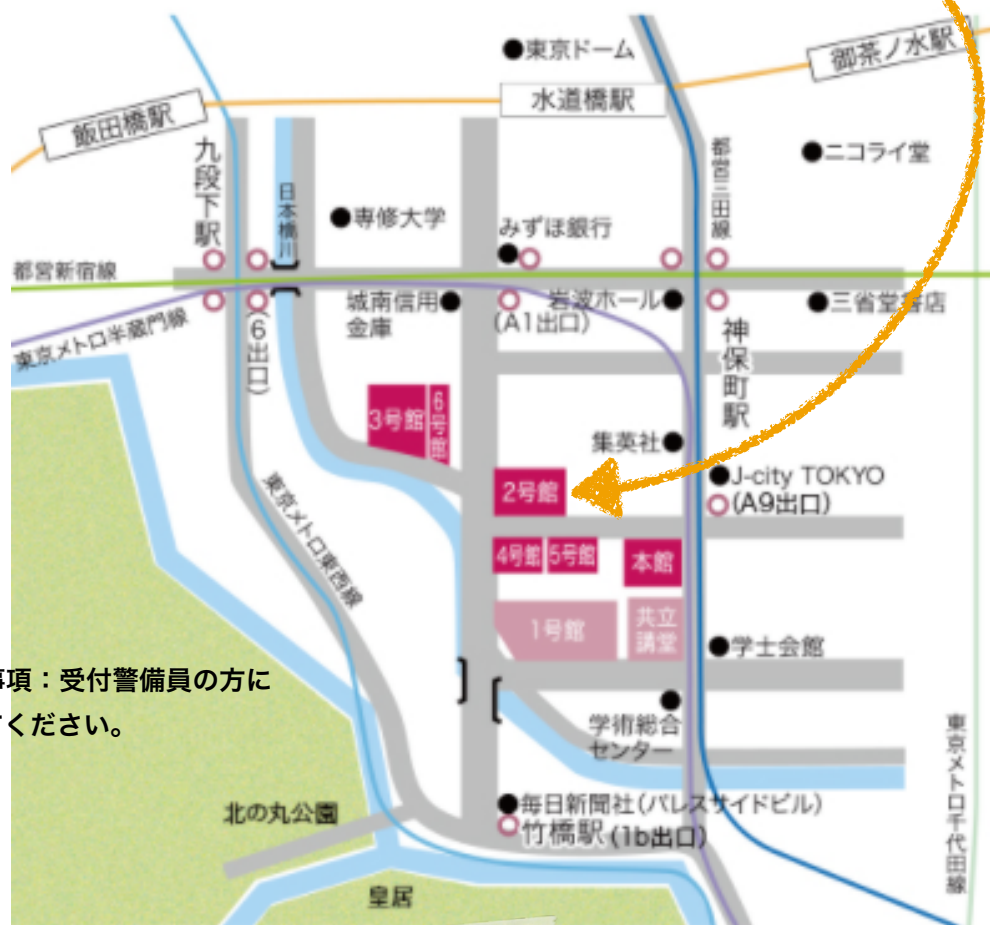 東京ドーム
御茶ノ水駅
水道橋駅
飯田橋駅
九段下駅
日本橋川
都営三田線
ニコライ堂
専修大学
みずほ銀行
都営新宿線
城南信用
金庫
岩波ホール
(A1出口)
三省堂書店
東京メトロ半蔵門線
(6出口)
神保町駅
3号館
6号館
集英社
2号館
J-city TOKYO
(A9出口)
東京メトロ東西線
4号館
5号館
本館
1号館
共立
講堂
学士会館
事項：受付警備員の方に
てください。
学術総合
センター
東京メトロ千代田線
毎日新聞社(パレスサイドビル)
北の丸公園
竹橋駅(1b出口)
皇居